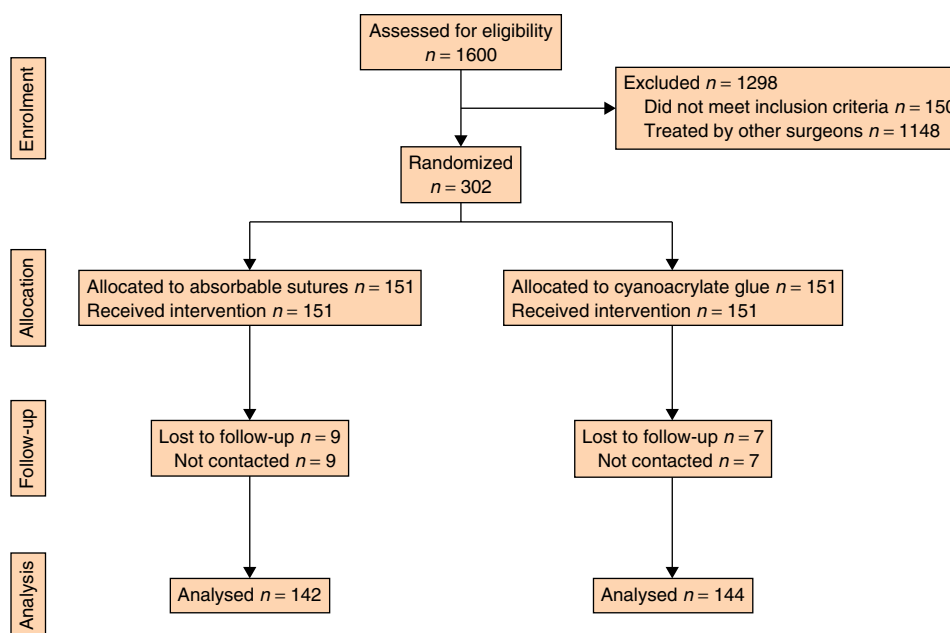 Enrolment
Assessed for eligibility
n = 1600
Excluded n = 1298
Did not meet inclusion criteria n = 150
Treated by other surgeons n = 1148
Randomized
n = 302
Allocation
Allocated to absorbable sutures n = 151
Received intervention n = 151
Allocated to cyanoacrylate glue n = 151
Received intervention n = 151
Follow-up
Lost to follow-up n = 9
Not contacted n = 9
Lost to follow-up n = 7
Not contacted n = 7
Analysis
Analysed n = 142
Analysed n = 144